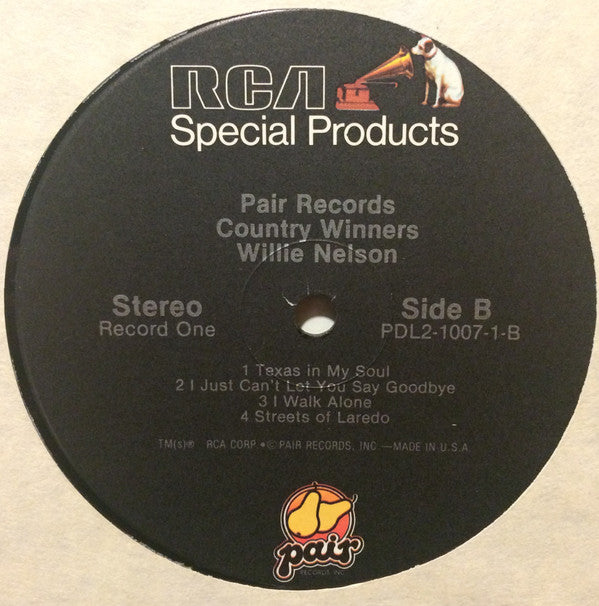 RCA
Special Products
Pair Records
Country Winners
Willie Nelson
Stereo
Record One
Side B
PDL2-1007-1-B
1 Texas in My Soul
2 I Just Can't Let You Say Goodbye
3 I Walk Alone
4 Streets of Laredo
TM(s)® RCA CORP. •© PAIR RECORDS, INC —MADE IN U.S.A
pair
RECORDS, INC.